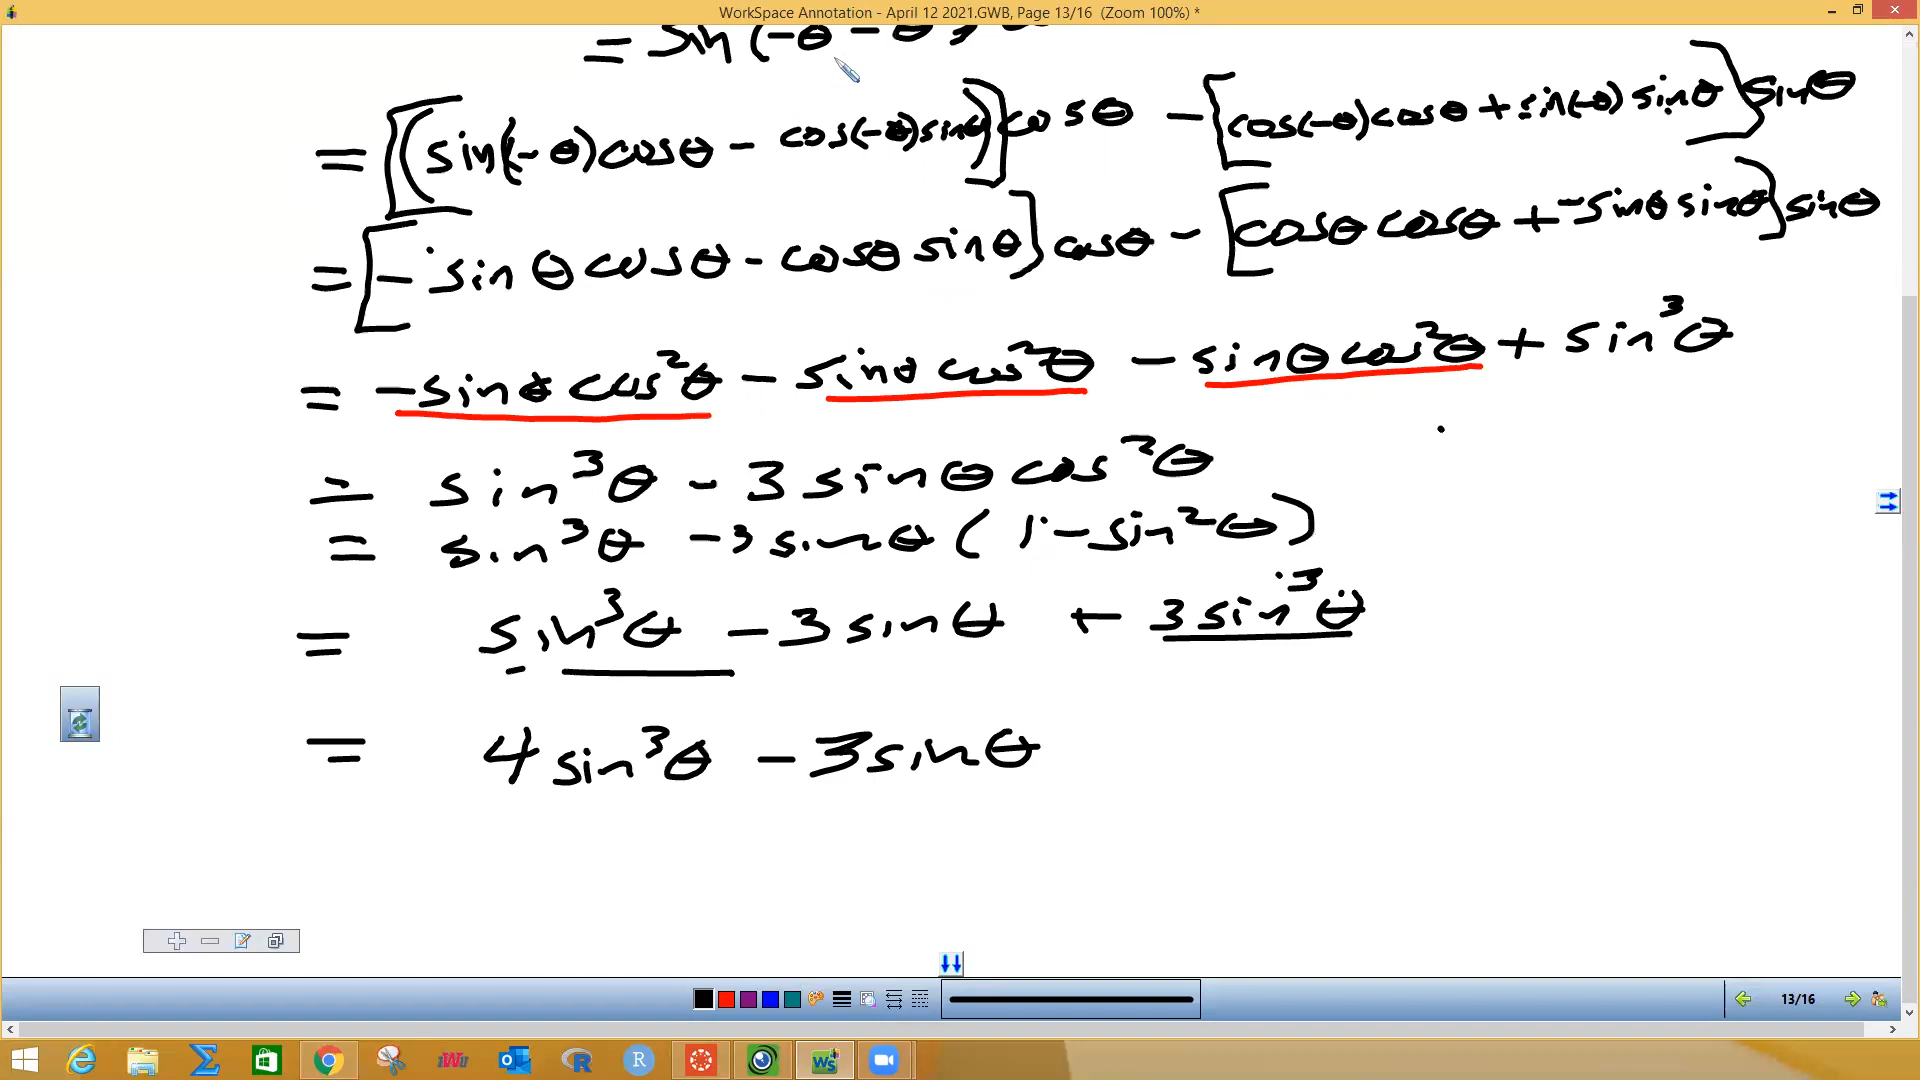 WorkSpace Annotation - April 12 2021.GWB, Page 13/16 (Zoom 100%) *
= sin (-θ - θ)
= [(sin(-θ)cosθ - cos(-θ)sinθ)]cosθ - [cos(-θ)cosθ + sin(-θ) sinθ]sinθ
= [-sinθcosθ - cosθ sinθ]cosθ - [cosθ cosθ + -sinθ sinθ]sinθ
= -sinθ cos²θ - sinθ cos²θ - sinθ cos²θ + sin³θ
= sin³θ - 3 sinθ cos²θ
= sin³θ - 3 sinθ (1 - sin²θ)
= sin³θ - 3 sinθ + 3 sin³θ
= 4 sin³θ - 3 sinθ
13/16
IWU
R
R
WS